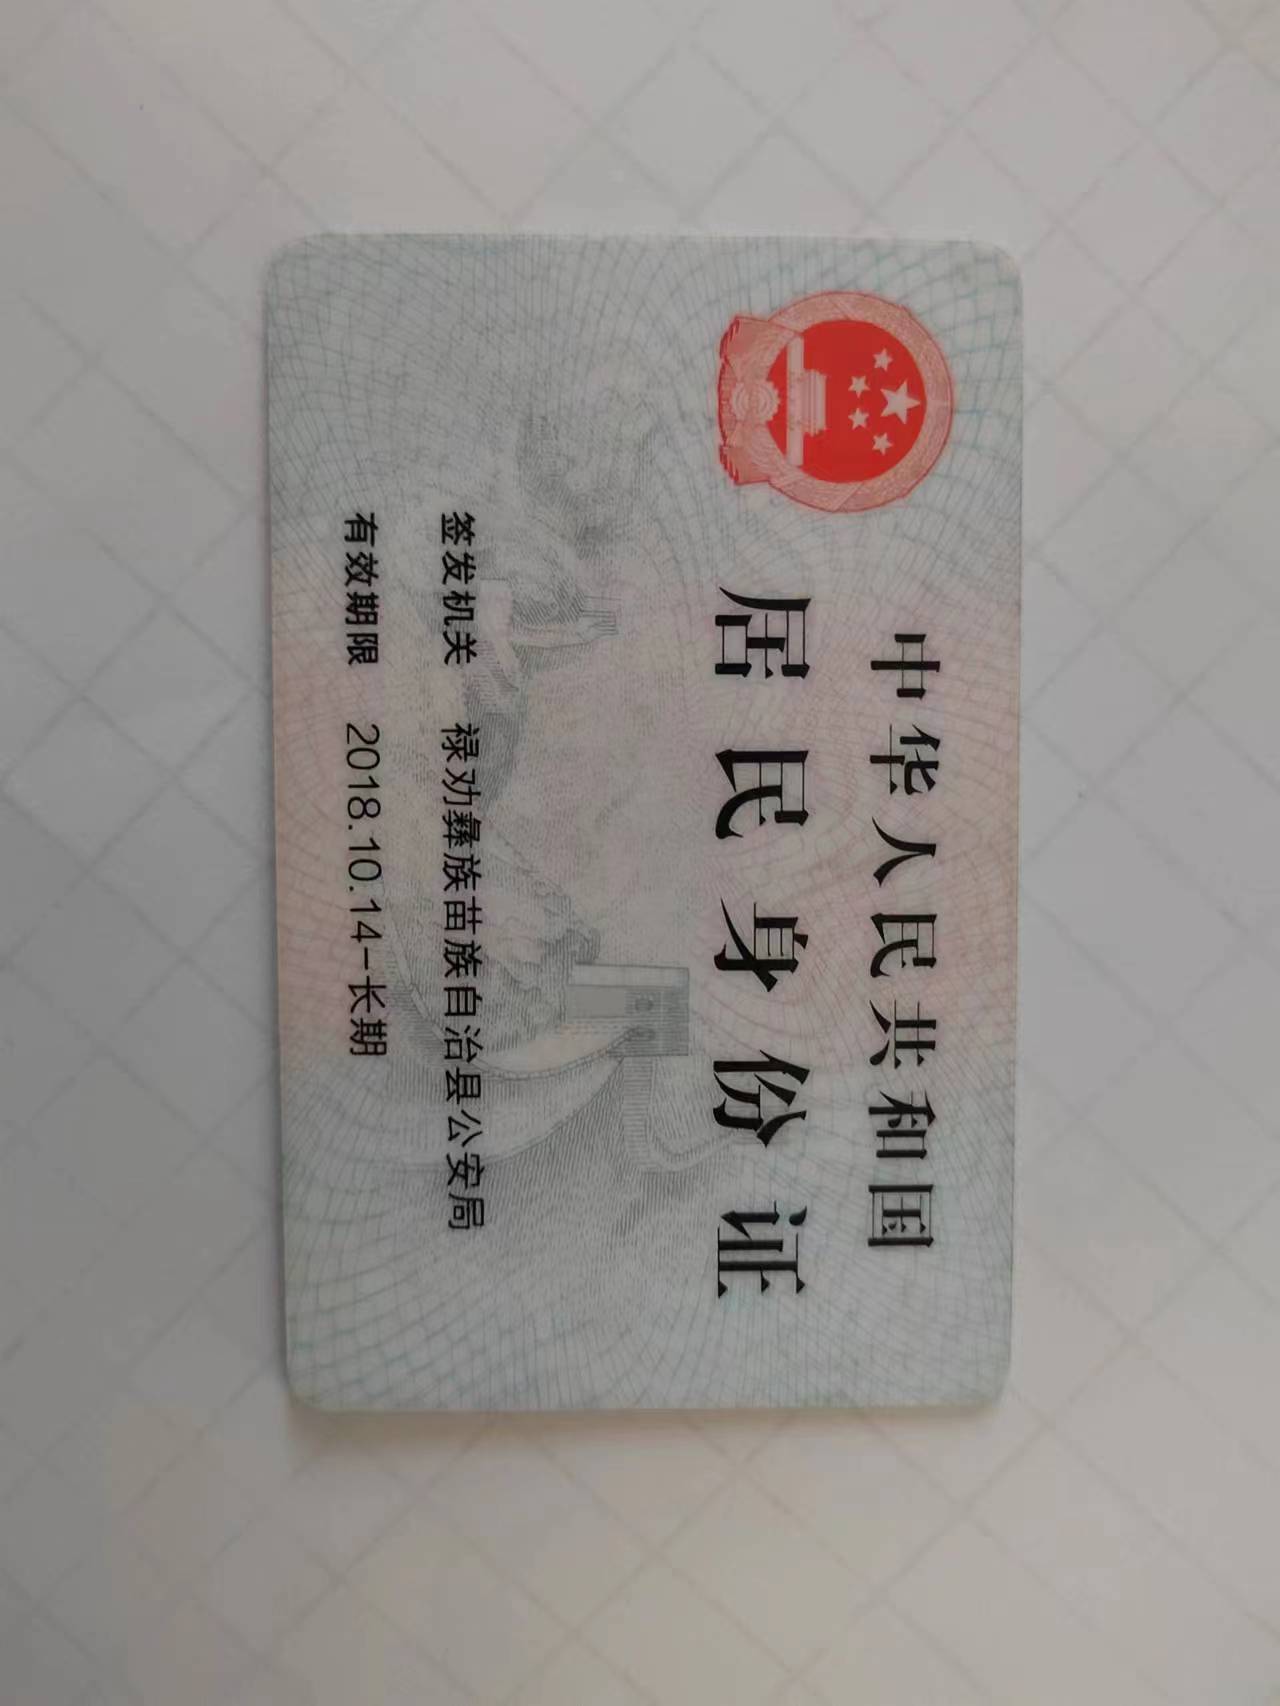 中华人民共和国
居民身份证
签发机关 禄劝彝族苗族自治县公安局
有效期限 2018.10.14-长期